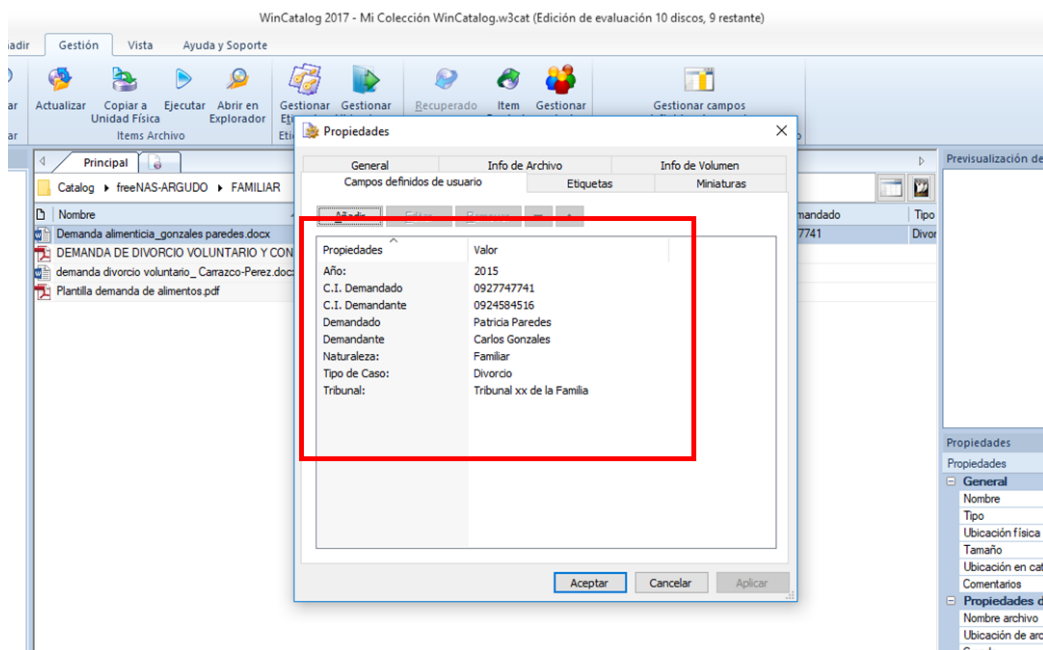 WinCatalog 2017 - Mi Colección WinCatalog.w3cat (Edición de evaluación 10 discos, 9 restante)
adir Gestión Vista Ayuda y Soporte
ar Actualizar Copiar a Unidad Física Ejecutar Abrir en Explorador Gestionar Gestionar Recuperado Item Gestionar Gestionar campos
ar Items Archivo Eti
Propiedades
General Info de Archivo Info de Volumen
Campos definidos de usuario Etiquetas Miniaturas
Añadir
Propiedades Valor
Año: 2015
C.I. Demandado 0927747741
C.I. Demandante 0924584516
Demandado Patricia Paredes
Demandante Carlos Gonzales
Naturaleza: Familiar
Tipo de Caso: Divorcio
Tribunal: Tribunal xx de la Familia
Aceptar Cancelar Aplicar
Principal
Catalog freeNAS-ARGUDO FAMILIAR
Nombre mandado Tipo
Demanda alimenticia_gonzales paredes.docx 7741 Divor
DEMANDA DE DIVORCIO VOLUNTARIO Y CON
demanda divorcio voluntario_ Carrazco-Perez.doc
Plantilla demanda de alimentos.pdf
Previsualización de
Propiedades
Propiedades
General
Nombre
Tipo
Ubicación física
Tamaño
Ubicación en cat
Comentarios
Propiedades d
Nombre archivo
Ubicación de arc